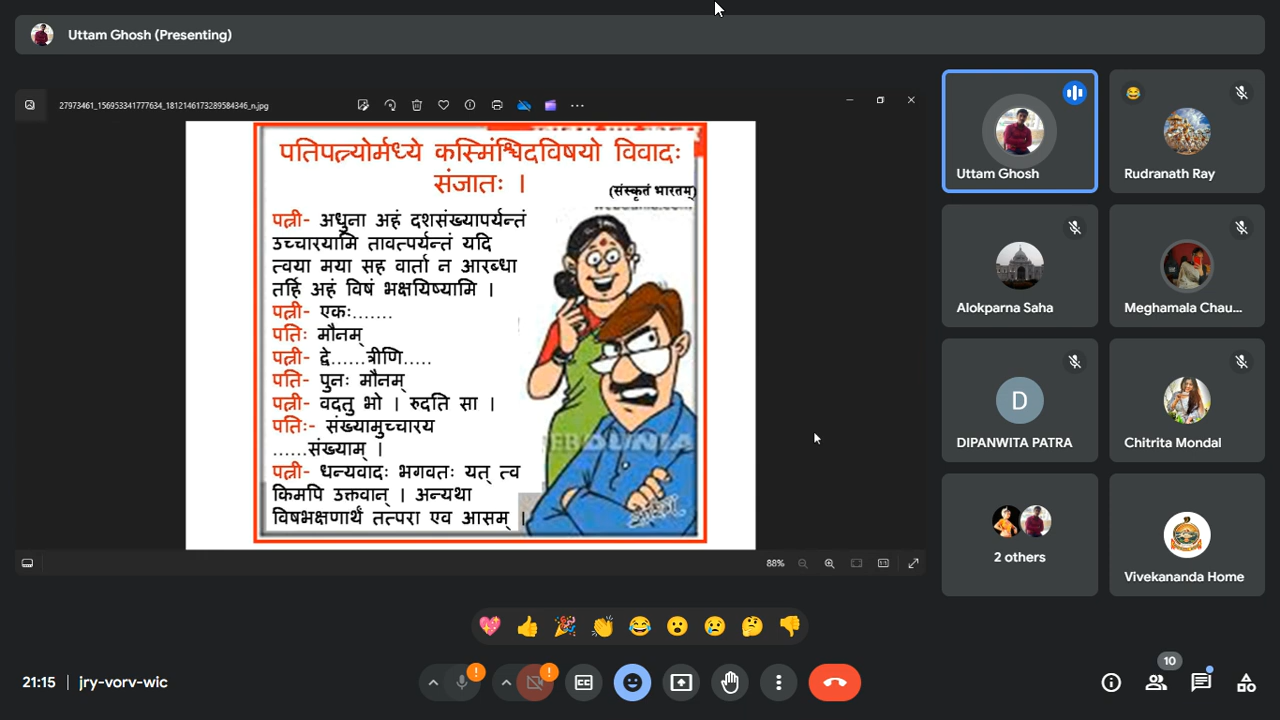 Uttam Ghosh (Presenting)
27973461_156953341777634_1812146173289584346_n.jpg
पतिपत्न्योर्मध्ये कस्मिंश्चिदविषयो विवादः
संजातः ।
(संस्कृतं भारतम्)
पत्नी- अधुना अहं दशसंख्यापर्यन्तं
उच्चारयामि तावत्पर्यन्तं यदि
त्वया मया सह वार्ता न आरब्धा
तर्हि अहं विषं भक्षयिष्यामि ।
पत्नी- एकः.......
पतिः मौनम्
पत्नी- द्वे......त्रीणि.....
पति- पुनः मौनम्
पत्नी- वदतु भो । रुदति सा ।
पतिः- संख्यामुच्चारय
......संख्याम् ।
पत्नी- धन्यवादः भगवतः यत् त्व
किमपि उक्तवान् । अन्यथा
विषभक्षणार्थं तत्परा एव आसम् ।
WEBDUNIA
88%
Uttam Ghosh
Rudranath Ray
Alokparna Saha
Meghamala Chau...
D
DIPANWITA PATRA
Chitrita Mondal
2 others
Vivekananda Home
21:15 | jry-vorv-wic
10